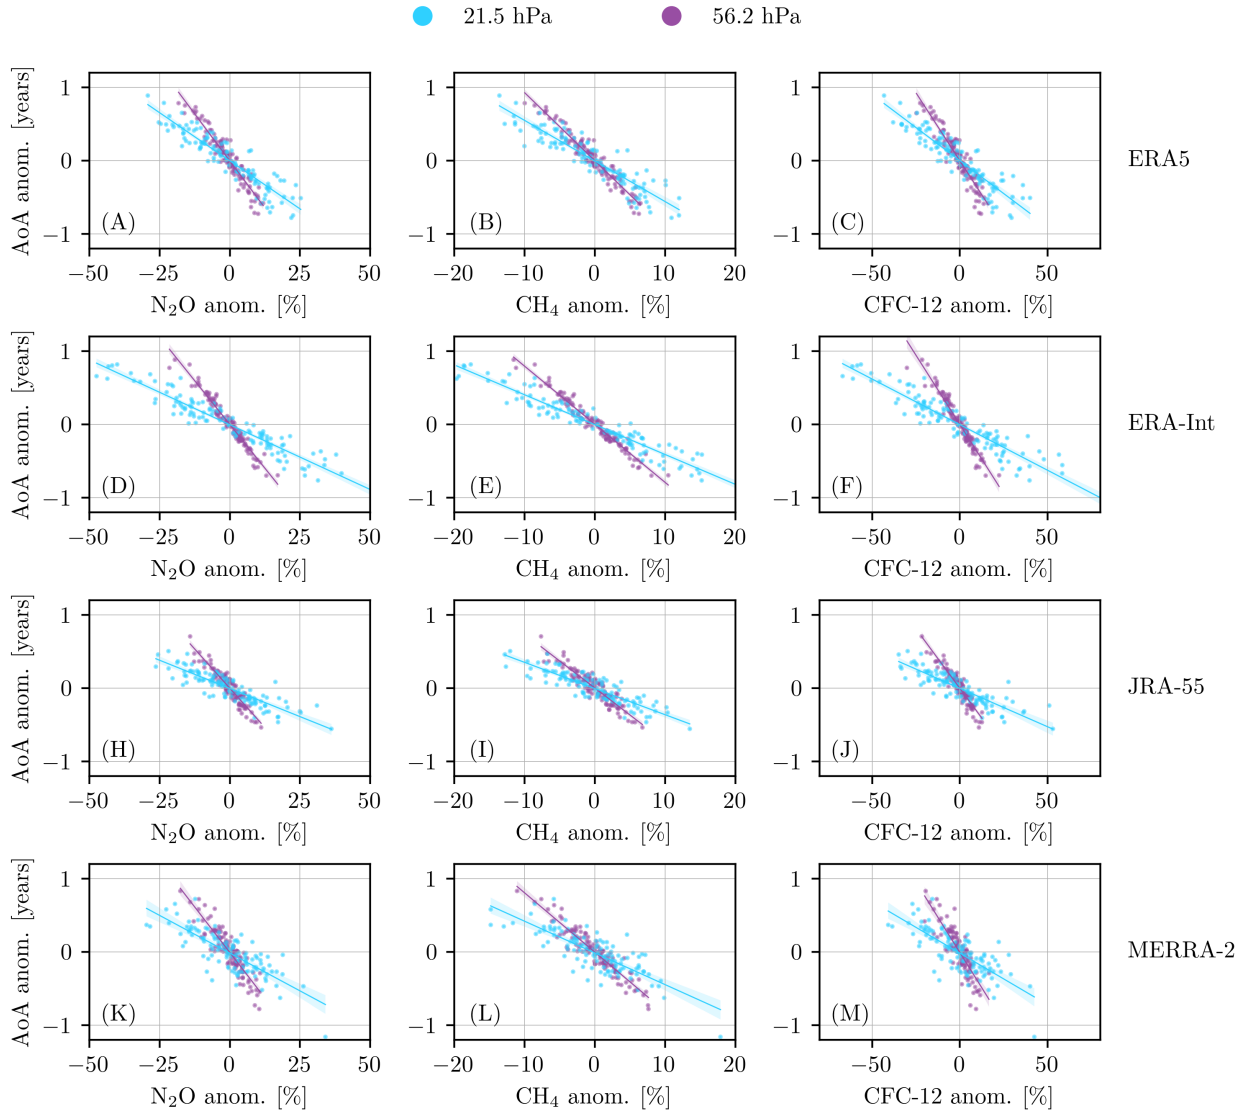 21.5 hPa 56.2 hPa
AoA anom. [years]
1
0
−1
(A)
−50 −25 0 25 50
N₂O anom. [%]
(B)
−20 −10 0 10 20
CH₄ anom. [%]
1
0
−1
(C)
−50 0 50
CFC-12 anom. [%]
1
0
−1
ERA5
AoA anom. [years]
1
0
−1
(D)
−50 −25 0 25 50
N₂O anom. [%]
1
0
−1
(E)
−20 −10 0 10 20
CH₄ anom. [%]
1
0
−1
(F)
−50 0 50
CFC-12 anom. [%]
ERA-Int
AoA anom. [years]
1
0
−1
(H)
−50 −25 0 25 50
N₂O anom. [%]
1
0
−1
(I)
−20 −10 0 10 20
CH₄ anom. [%]
1
0
−1
(J)
−50 0 50
CFC-12 anom. [%]
JRA-55
AoA anom. [years]
1
0
−1
(K)
−50 −25 0 25 50
N₂O anom. [%]
1
0
−1
(L)
−20 −10 0 10 20
CH₄ anom. [%]
1
0
−1
(M)
−50 0 50
CFC-12 anom. [%]
MERRA-2